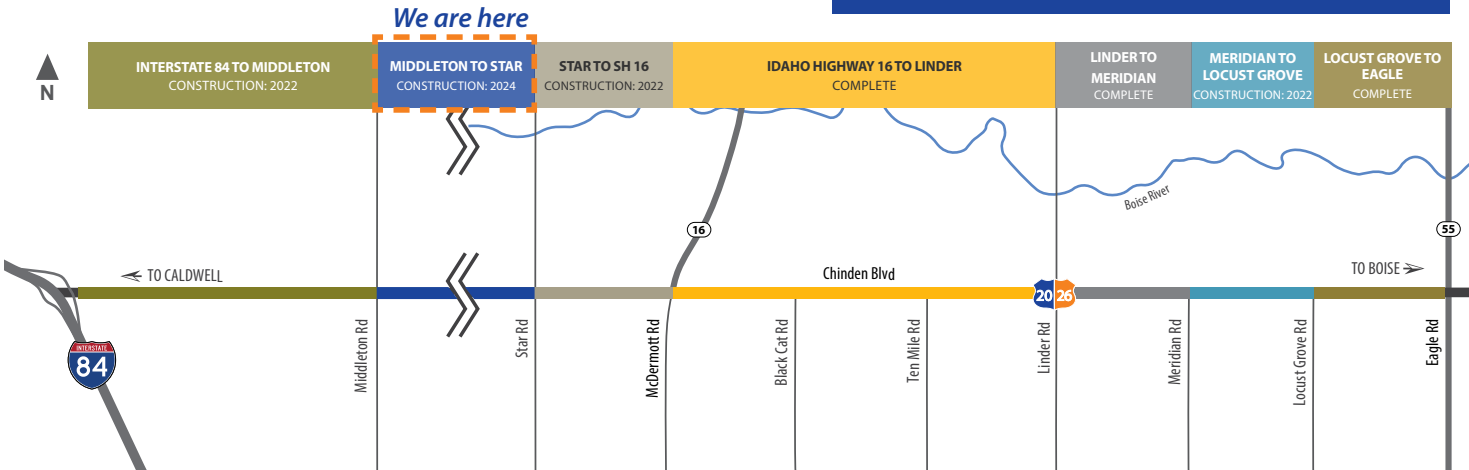 We are here
INTERSTATE 84 TO MIDDLETON
CONSTRUCTION: 2022
MIDDLETON TO STAR
CONSTRUCTION: 2024
STAR TO SH 16
CONSTRUCTION: 2022
IDAHO HIGHWAY 16 TO LINDER
COMPLETE
LINDER TO
MERIDIAN
COMPLETE
MERIDIAN TO
LOCUST GROVE
CONSTRUCTION: 2022
LOCUST GROVE TO
EAGLE
COMPLETE
N
Boise River
16
55
TO CALDWELL
Chinden Blvd
TO BOISE
20 26
INTERSTATE
84
Middleton Rd
Star Rd
McDermott Rd
Black Cat Rd
Ten Mile Rd
Linder Rd
Meridian Rd
Locust Grove Rd
Eagle Rd